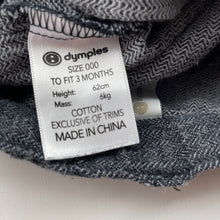 dymples
SIZE 000
TO FIT 3 MONTHS
Height: 62cm
Mass: 6kg
COTTON
EXCLUSIVE OF TRIMS
MADE IN CHINA